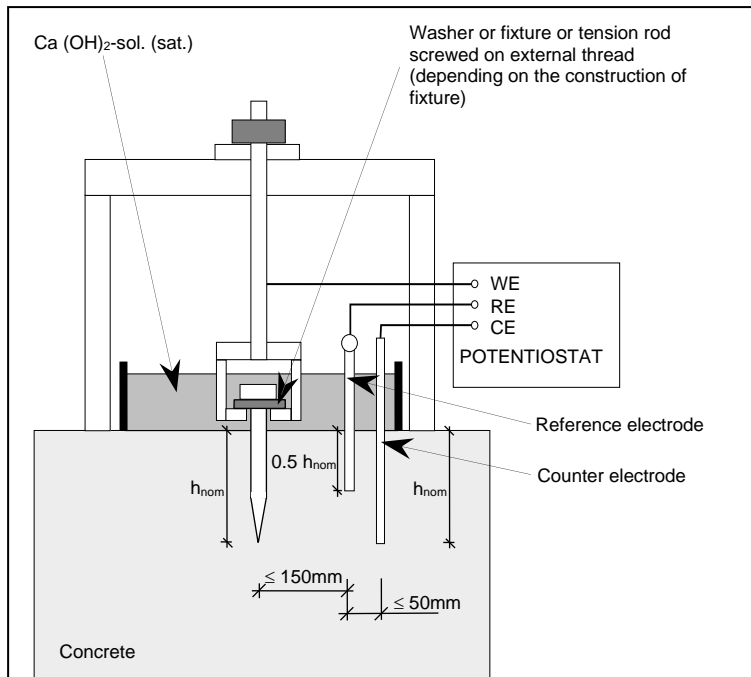 Ca (OH)₂-sol. (sat.)
Washer or fixture or tension rod
screwed on external thread
(depending on the construction of
fixture)
WE
RE
CE
POTENTIOSTAT
Reference electrode
Counter electrode
0.5 hₙₒₘ
hₙₒₘ
hₙₒₘ
≤ 150mm
≤ 50mm
Concrete